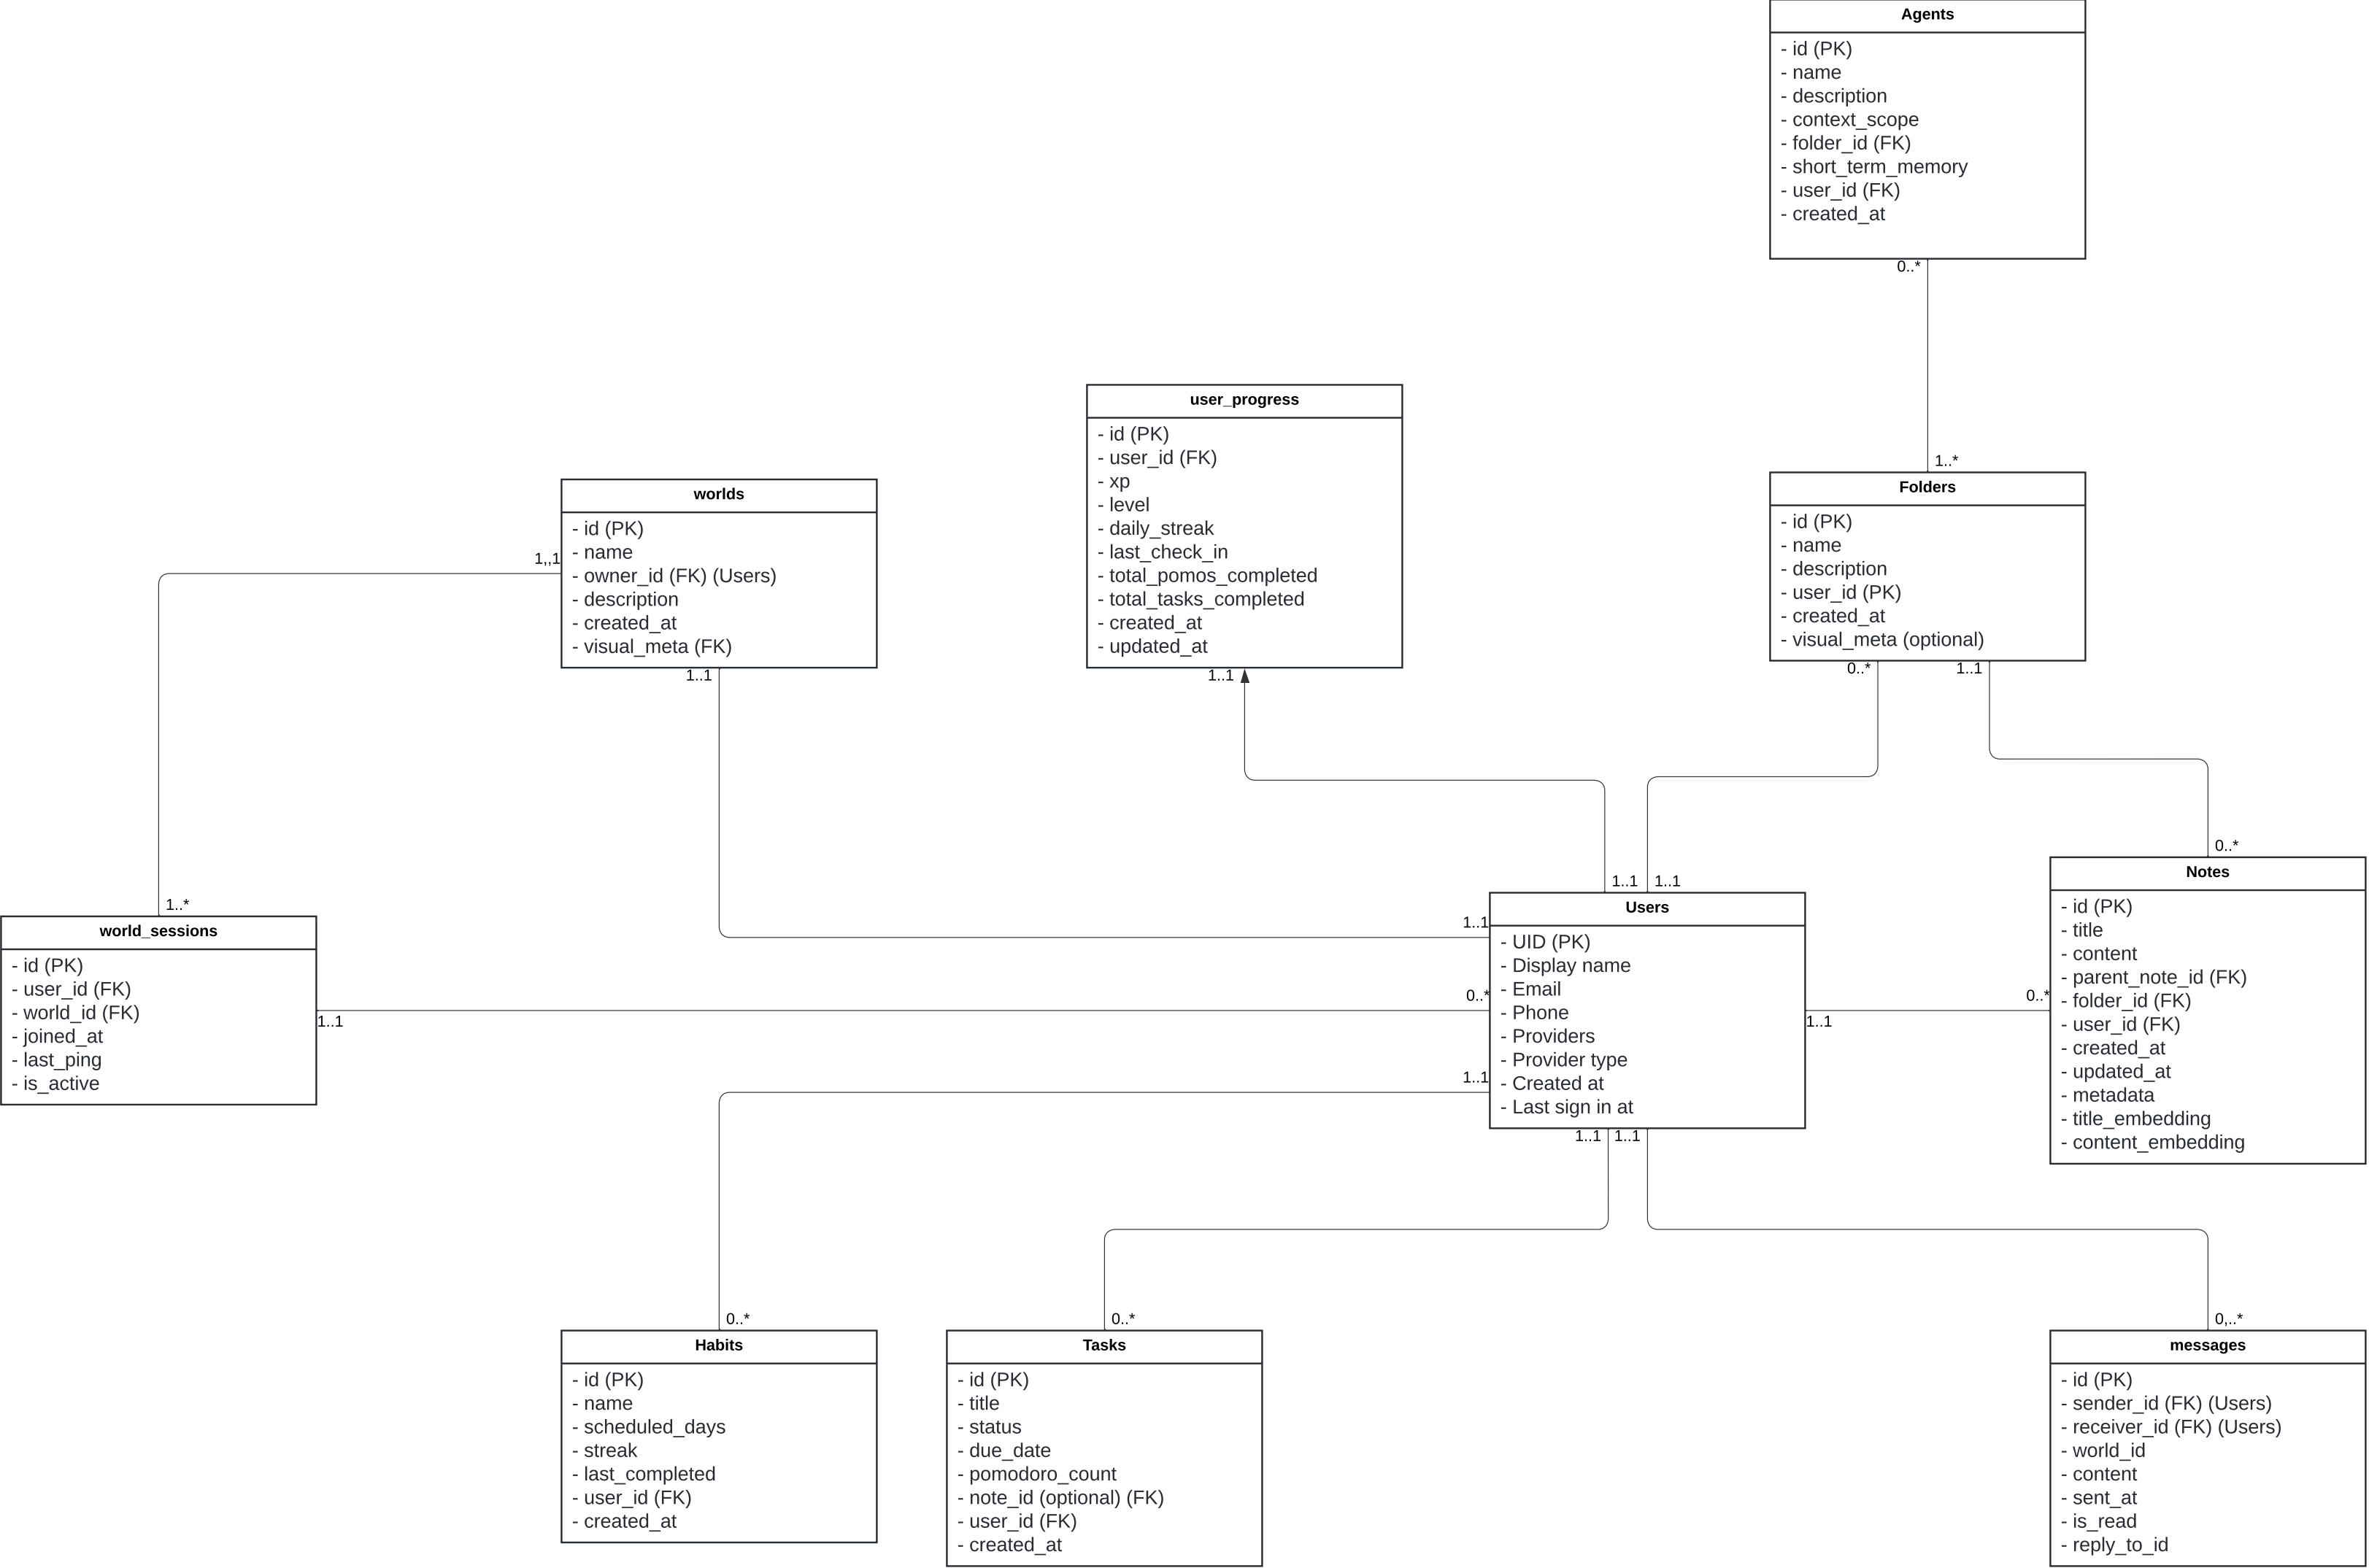 Agents
- id (PK)
- name
- description
- context_scope
- folder_id (FK)
- short_term_memory
- user_id (FK)
- created_at
0..*
1..*
user_progress
- id (PK)
- user_id (FK)
- xp
- level
- daily_streak
- last_check_in
- total_pomos_completed
- total_tasks_completed
- created_at
- updated_at
1..1
worlds
- id (PK)
- name
- owner_id (FK) (Users)
- description
- created_at
- visual_meta (FK)
1,,1
1..1
Folders
- id (PK)
- name
- description
- user_id (PK)
- created_at
- visual_meta (optional)
0..*
1..1
1..*
world_sessions
- id (PK)
- user_id (FK)
- world_id (FK)
- joined_at
- last_ping
- is_active
1..1
1..1
1..1
1..1
0..*
1..1
Users
- UID (PK)
- Display name
- Email
- Phone
- Providers
- Provider type
- Created at
- Last sign in at
1..1
1..1
1..1
0..*
0..*
Notes
- id (PK)
- title
- content
- parent_note_id (FK)
- folder_id (FK)
- user_id (FK)
- created_at
- updated_at
- metadata
- title_embedding
- content_embedding
0..*
Habits
- id (PK)
- name
- scheduled_days
- streak
- last_completed
- user_id (FK)
- created_at
0..*
Tasks
- id (PK)
- title
- status
- due_date
- pomodoro_count
- note_id (optional) (FK)
- user_id (FK)
- created_at
0,..*
messages
- id (PK)
- sender_id (FK) (Users)
- receiver_id (FK) (Users)
- world_id
- content
- sent_at
- is_read
- reply_to_id